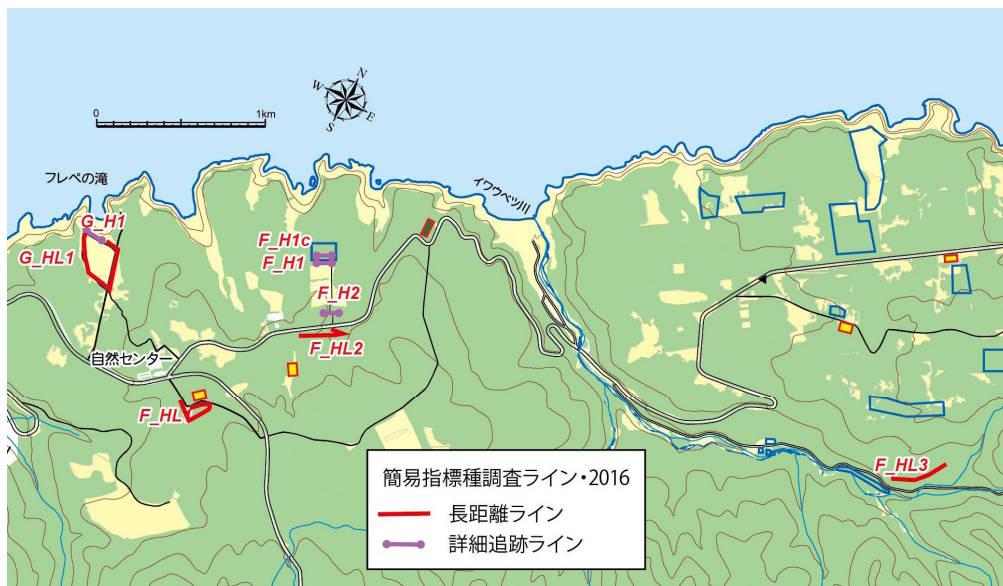 N
W
E
S
0
1km
フレペの滝
イワウベツ川
G_H1
G_HL1
F_H1c
F_H1
F_H2
F_HL2
自然センター
F_HL
F_HL3
簡易指標種調査ライン・2016
長距離ライン
詳細追跡ライン